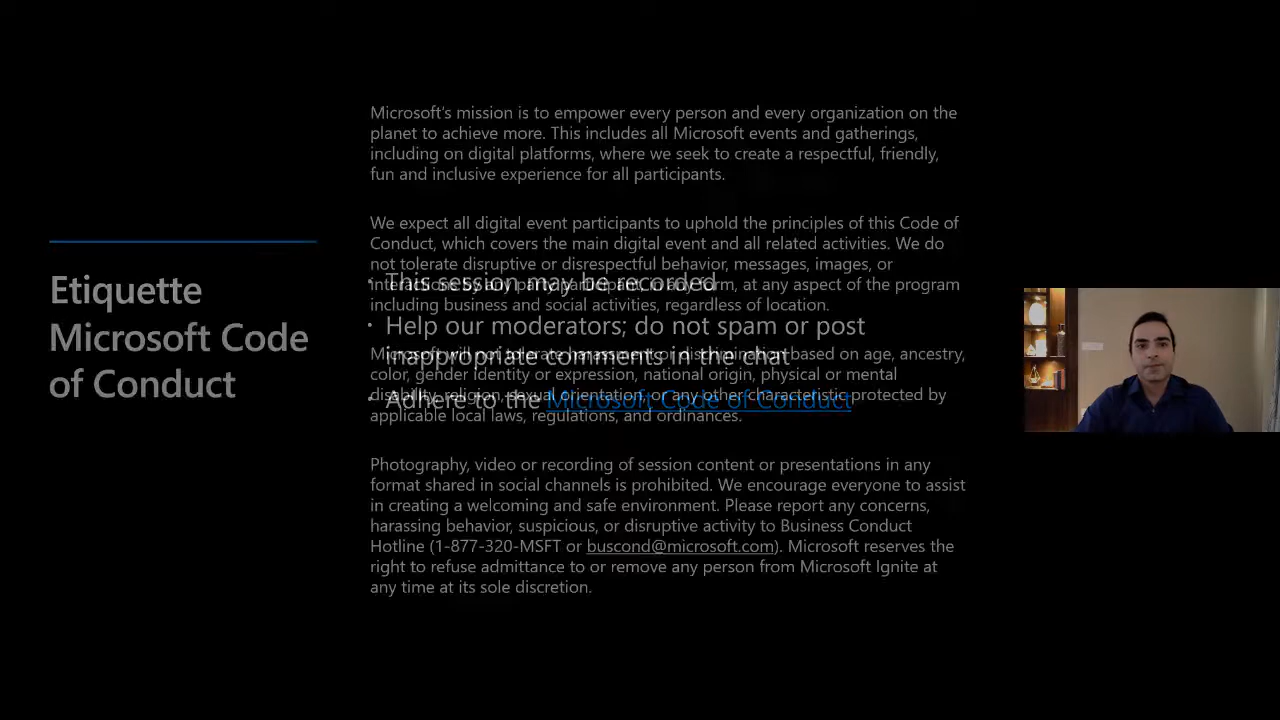 Etiquette
Microsoft Code
of Conduct
Microsoft's mission is to empower every person and every organization on the
planet to achieve more. This includes all Microsoft events and gatherings,
including on digital platforms, where we seek to create a respectful, friendly,
fun and inclusive experience for all participants.
We expect all digital event participants to uphold the principles of this Code of
Conduct, which covers the main digital event and all related activities. We do
not tolerate disruptive or disrespectful behavior, messages, images, or
interactions by any party participant, in any form, at any aspect of the program
including business and social activities, regardless of location.
Microsoft will not tolerate harassment or discrimination based on age, ancestry,
color, gender identity or expression, national origin, physical or mental
disability, religion, sexual orientation, or any other characteristic protected by
applicable local laws, regulations, and ordinances.
Photography, video or recording of session content or presentations in any
format shared in social channels is prohibited. We encourage everyone to assist
in creating a welcoming and safe environment. Please report any concerns,
harassing behavior, suspicious, or disruptive activity to Business Conduct
Hotline (1-877-320-MSFT or buscond@microsoft.com). Microsoft reserves the
right to refuse admittance to or remove any person from Microsoft Ignite at
any time at its sole discretion.
• This session may be recorded
• Help our moderators; do not spam or post
inappropriate comments in the chat
• Adhere to the Microsoft Code of Conduct